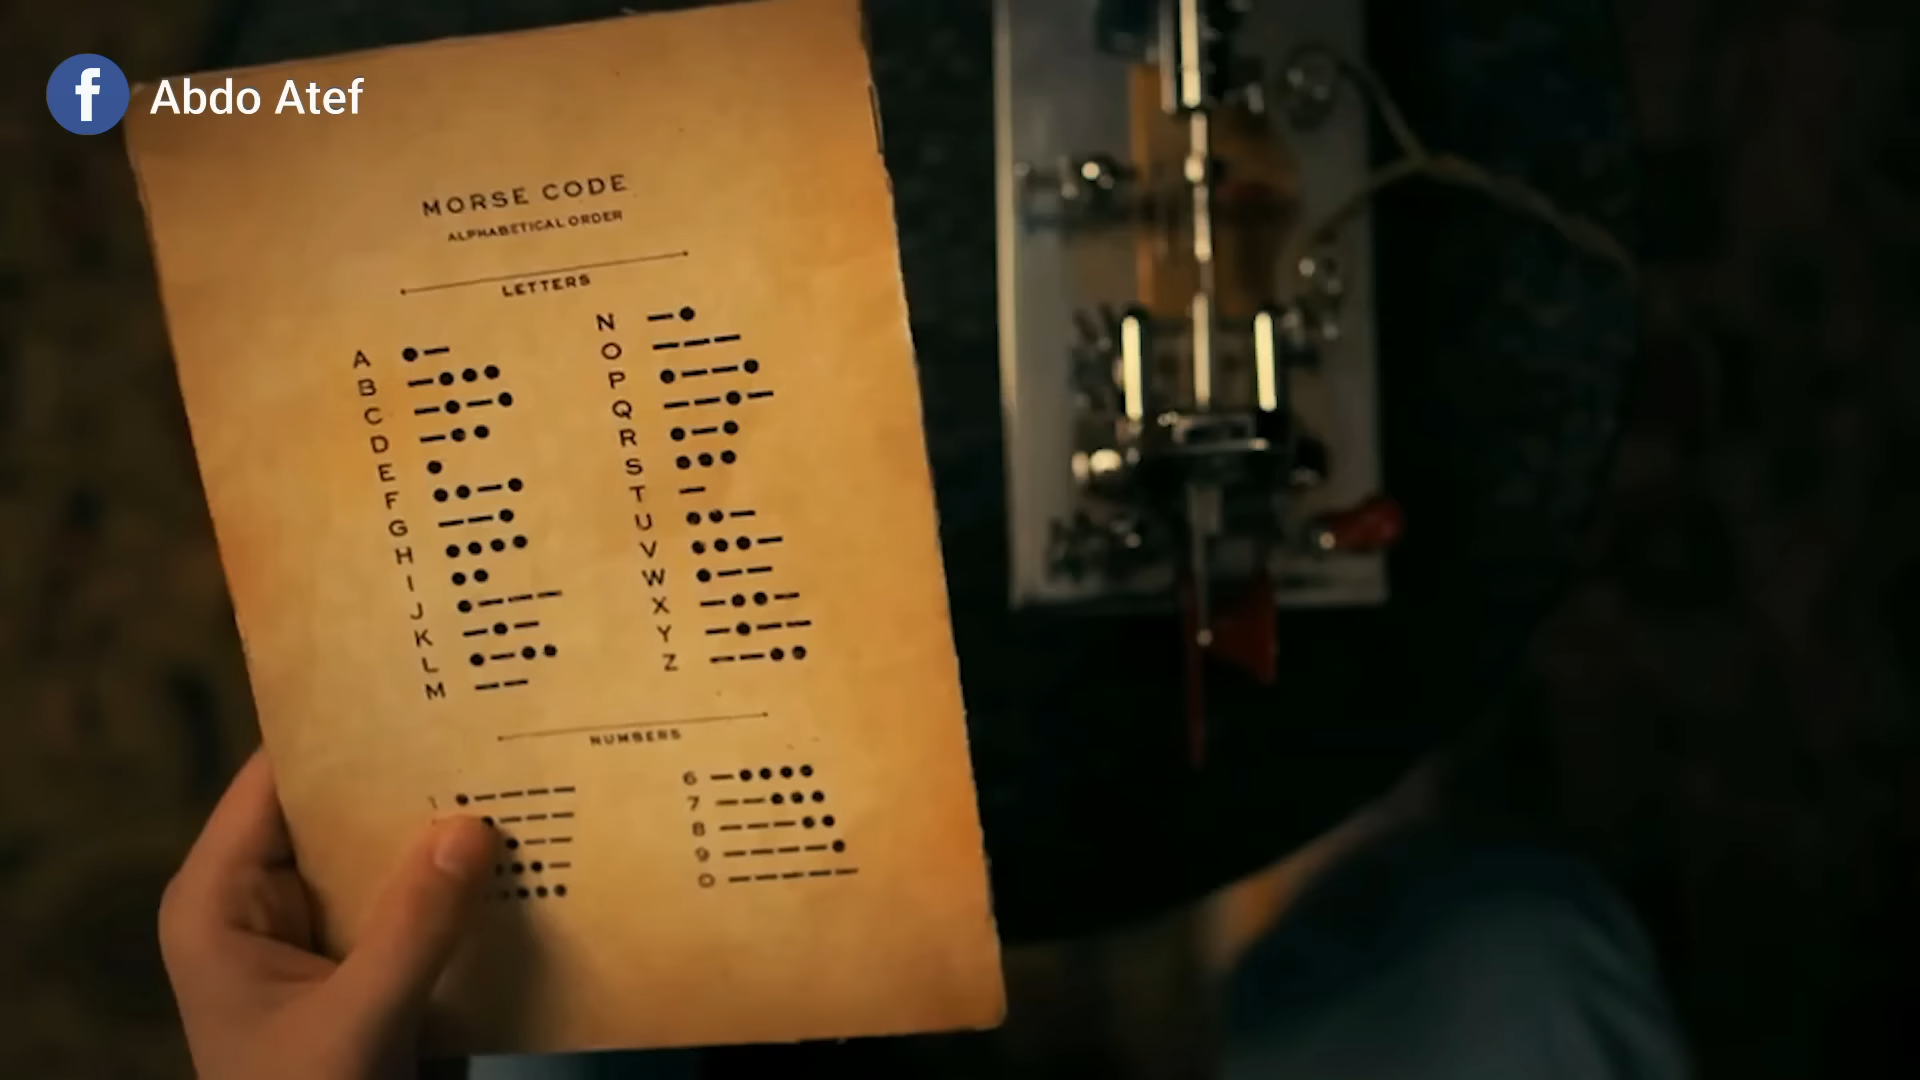 Abdo Atef
MORSE CODE
ALPHABETICAL ORDER
LETTERS
A ●—
B —●●●
C —●—●
D —●●
E ●
F ●●—●
G ——●
H ●●●●
I ●●
J ●———
K —●—
L ●—●●
M ——
N —●
O ———
P ●——●
Q ——●—
R ●—●
S ●●●
T —
U ●●—
V ●●●—
W ●——
X —●●—
Y —●——
Z ——●●
NUMBERS
1 ●————
6 —●●●●
7 ——●●●
8 ———●●
9 ————●
0 —————